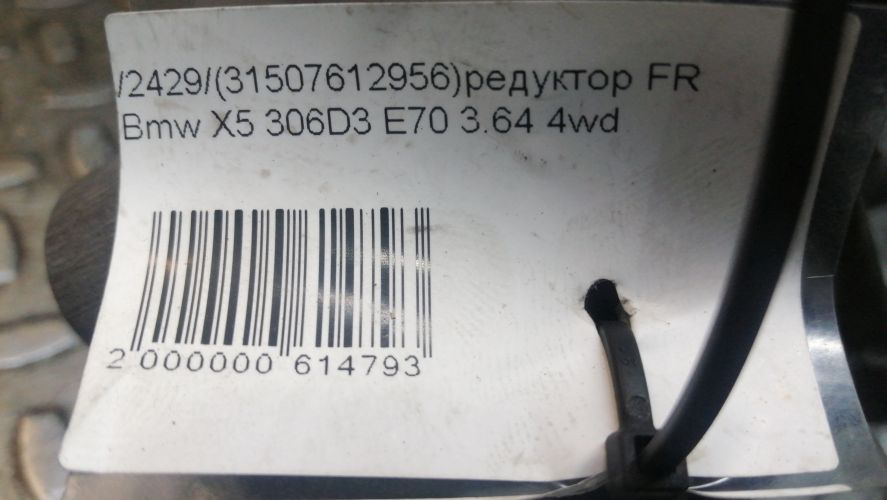 /2429/(31507612956)редуктор FR
Bmw X5 306D3 E70 3.64 4wd
2 000000 614793